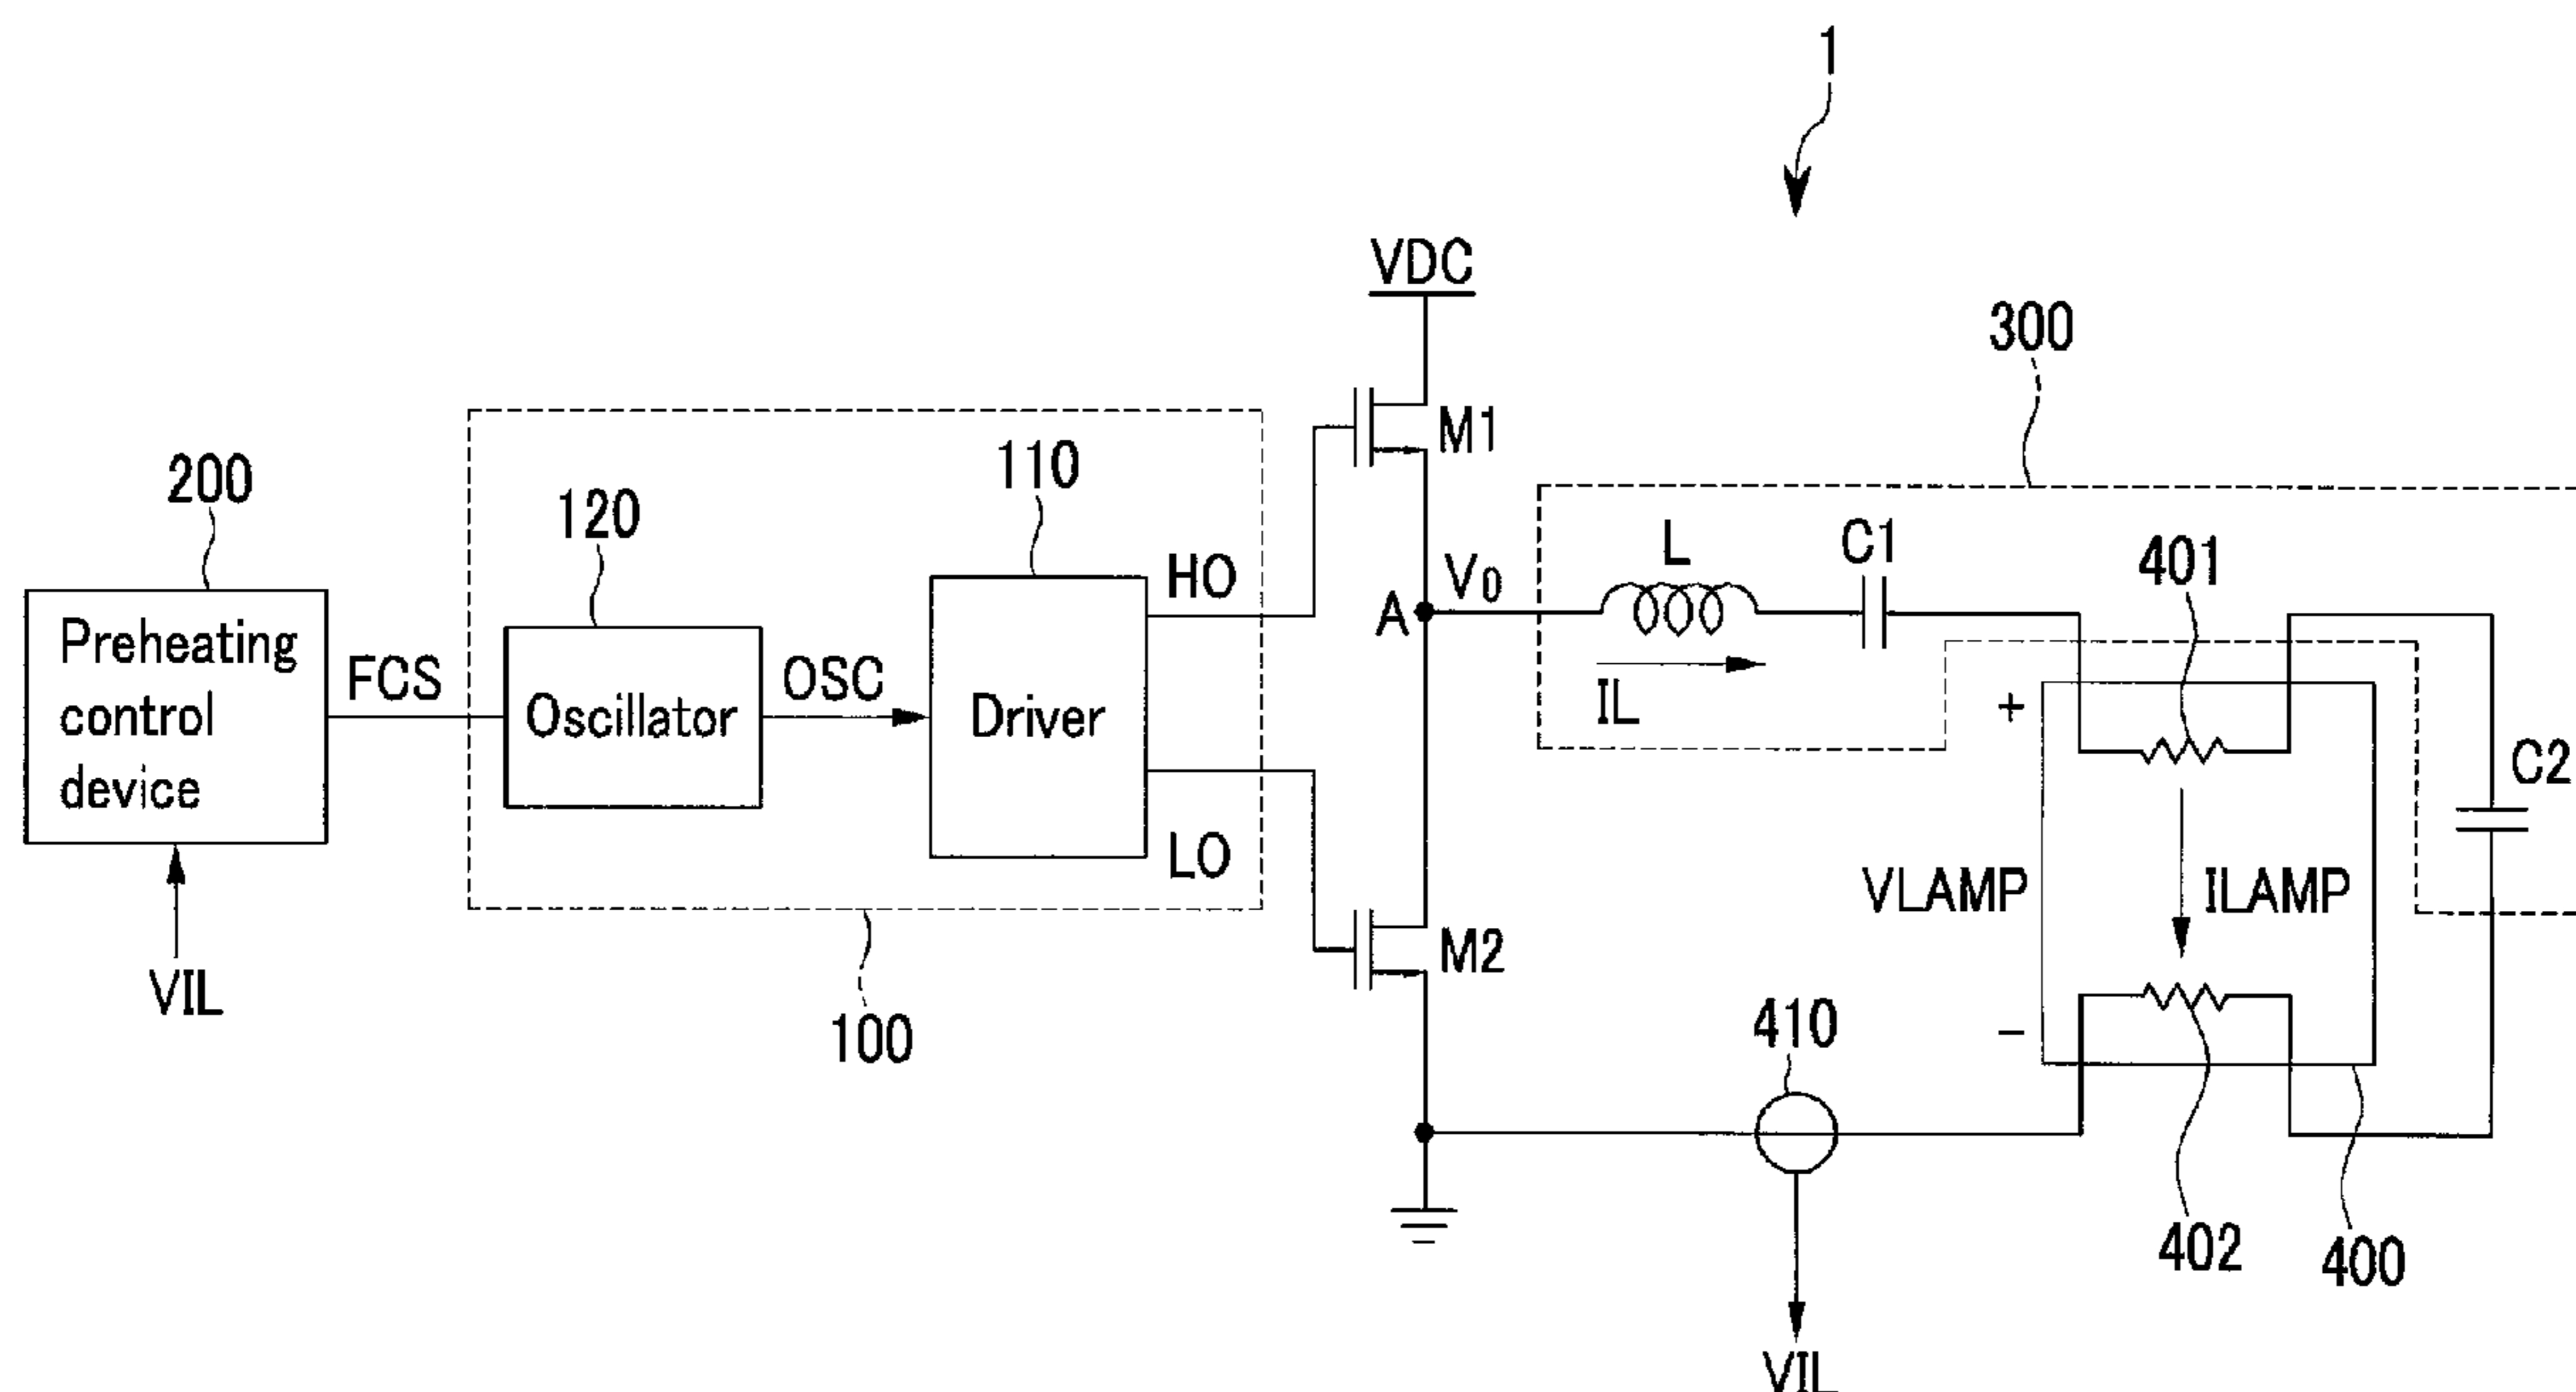 1
VDC
300
M1
200
120
110
HO
Preheating
control
device
FCS
Oscillator
OSC
Driver
LO
VIL
100
A
V0
L
C1
IL
401
+
C2
VLAMP
ILAMP
M2
410
−
402
400
VIL